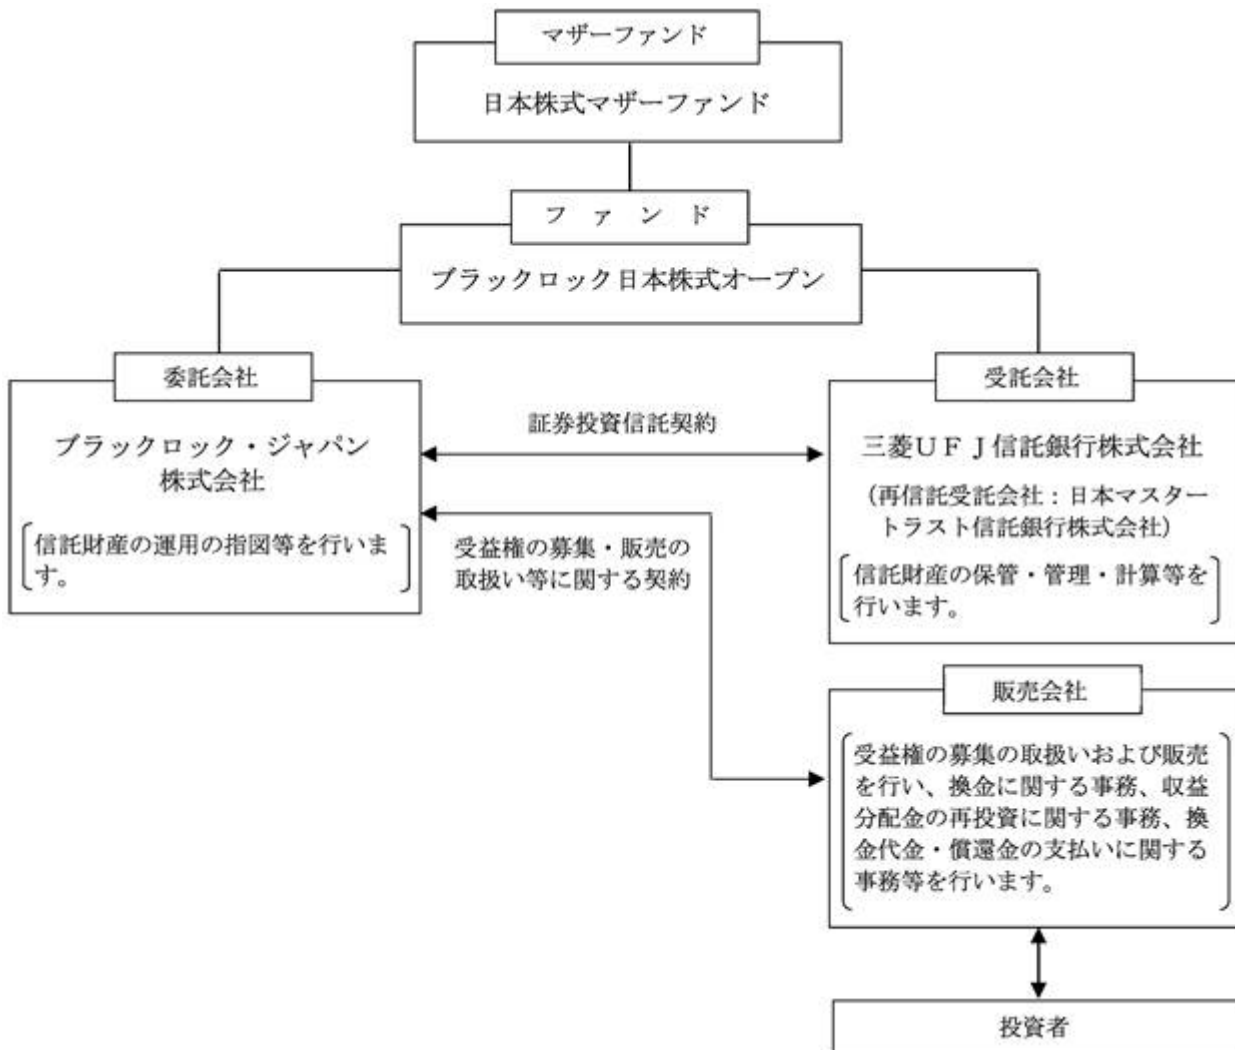 マザーファンド
日本株式マザーファンド
ファンド
ブラックロック日本株式オープン
委託会社
ブラックロック・ジャパン
株式会社
信託財産の運用の指図等を行いま
す。
証券投資信託契約
受益権の募集・販売の
取扱い等に関する契約
受託会社
三菱UFJ信託銀行株式会社
(再信託受託会社:日本マスター
トラスト信託銀行株式会社)
信託財産の保管・管理・計算等を
行います。
販売会社
受益権の募集の取扱いおよび販売
を行い、換金に関する事務、収益
分配金の再投資に関する事務、換
金代金・償還金の支払いに関する
事務等を行います。
投資者